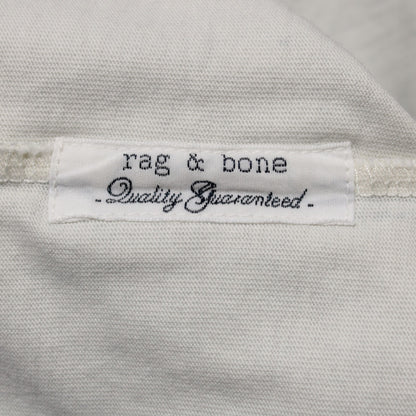 rag & bone
- Quality Guaranteed -